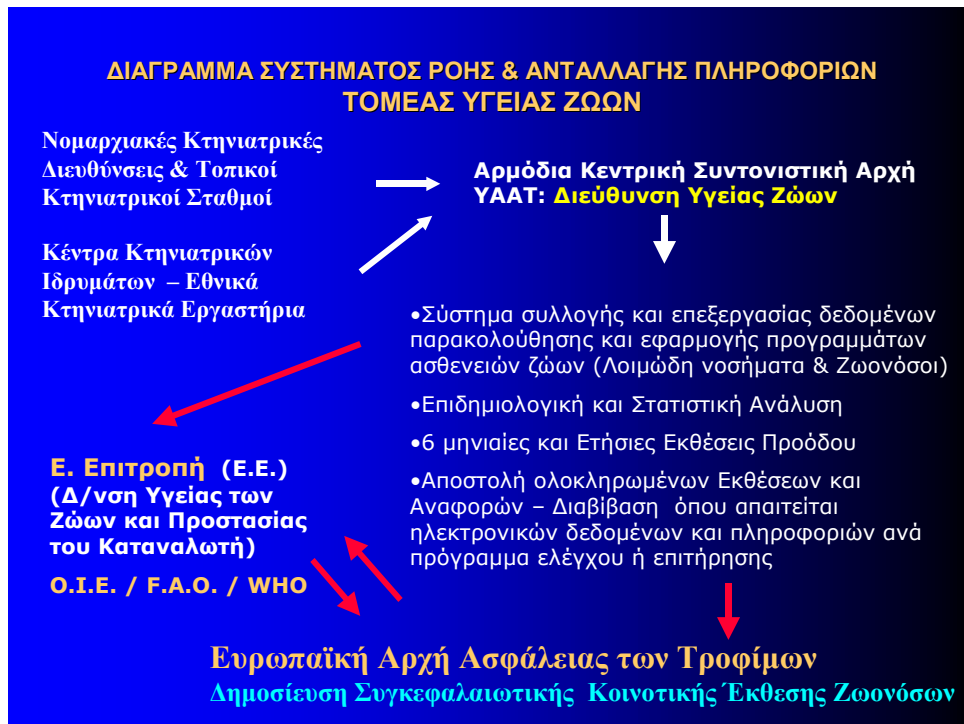 ΔΙΑΓΡΑΜΜΑ ΣΥΣΤΗΜΑΤΟΣ ΡΟΗΣ & ΑΝΤΑΛΛΑΓΗΣ ΠΛΗΡΟΦΟΡΙΩΝ
ΤΟΜΕΑΣ ΥΓΕΙΑΣ ΖΩΩΝ
Νομαρχιακές Κτηνιατρικές
Διευθύνσεις & Τοπικοί
Κτηνιατρικοί Σταθμοί
Κέντρα Κτηνιατρικών
Ιδρυμάτων – Εθνικά
Κτηνιατρικά Εργαστήρια
Αρμόδια Κεντρική Συντονιστική Αρχή
ΥΑΑΤ: Διεύθυνση Υγείας Ζώων
•Σύστημα συλλογής και επεξεργασίας δεδομένων
παρακολούθησης και εφαρμογής προγραμμάτων
ασθενειών ζώων (Λοιμώδη νοσήματα & Ζωονόσοι)
•Επιδημιολογική και Στατιστική Ανάλυση
•6 μηνιαίες και Ετήσιες Εκθέσεις Προόδου
•Αποστολή ολοκληρωμένων Εκθέσεων και
Αναφορών – Διαβίβαση όπου απαιτείται
ηλεκτρονικών δεδομένων και πληροφοριών ανά
πρόγραμμα ελέγχου ή επιτήρησης
Ε. Επιτροπή (Ε.Ε.)
(Δ/νση Υγείας των
Ζώων και Προστασίας
του Καταναλωτή)
O.I.E. / F.A.O. / WHO
Ευρωπαϊκή Αρχή Ασφάλειας των Τροφίμων
Δημοσίευση Συγκεφαλαιωτικής Κοινοτικής Έκθεσης Ζωονόσων